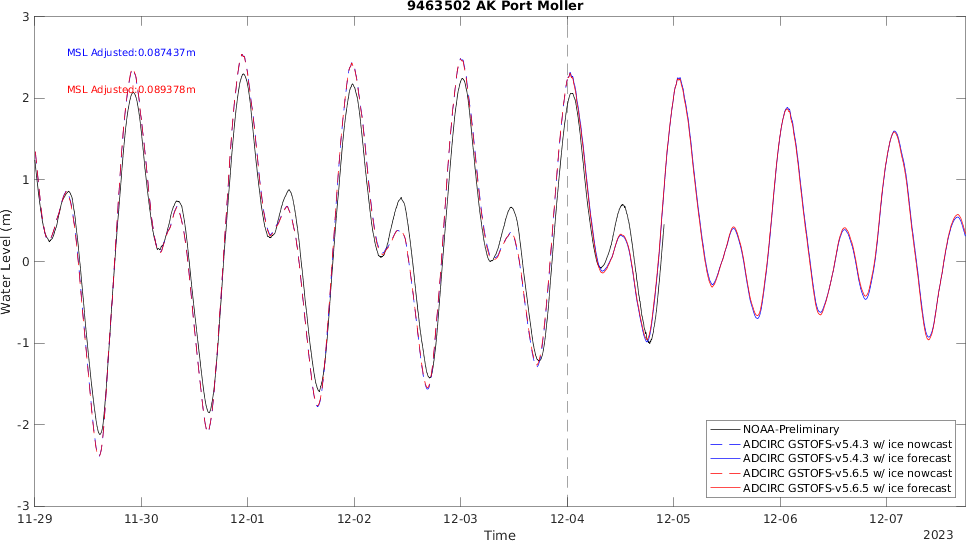 9463502 AK Port Moller
MSL Adjusted:0.087437m
MSL Adjusted:0.089378m
Water Level (m)
3
2
1
0
-1
-2
-3
NOAA-Preliminary
ADCIRC GSTOFS-v5.4.3 w/ ice nowcast
ADCIRC GSTOFS-v5.4.3 w/ ice forecast
ADCIRC GSTOFS-v5.6.5 w/ ice nowcast
ADCIRC GSTOFS-v5.6.5 w/ ice forecast
11-29 11-30 12-01 12-02 12-03 12-04 12-05 12-06 12-07
Time
2023